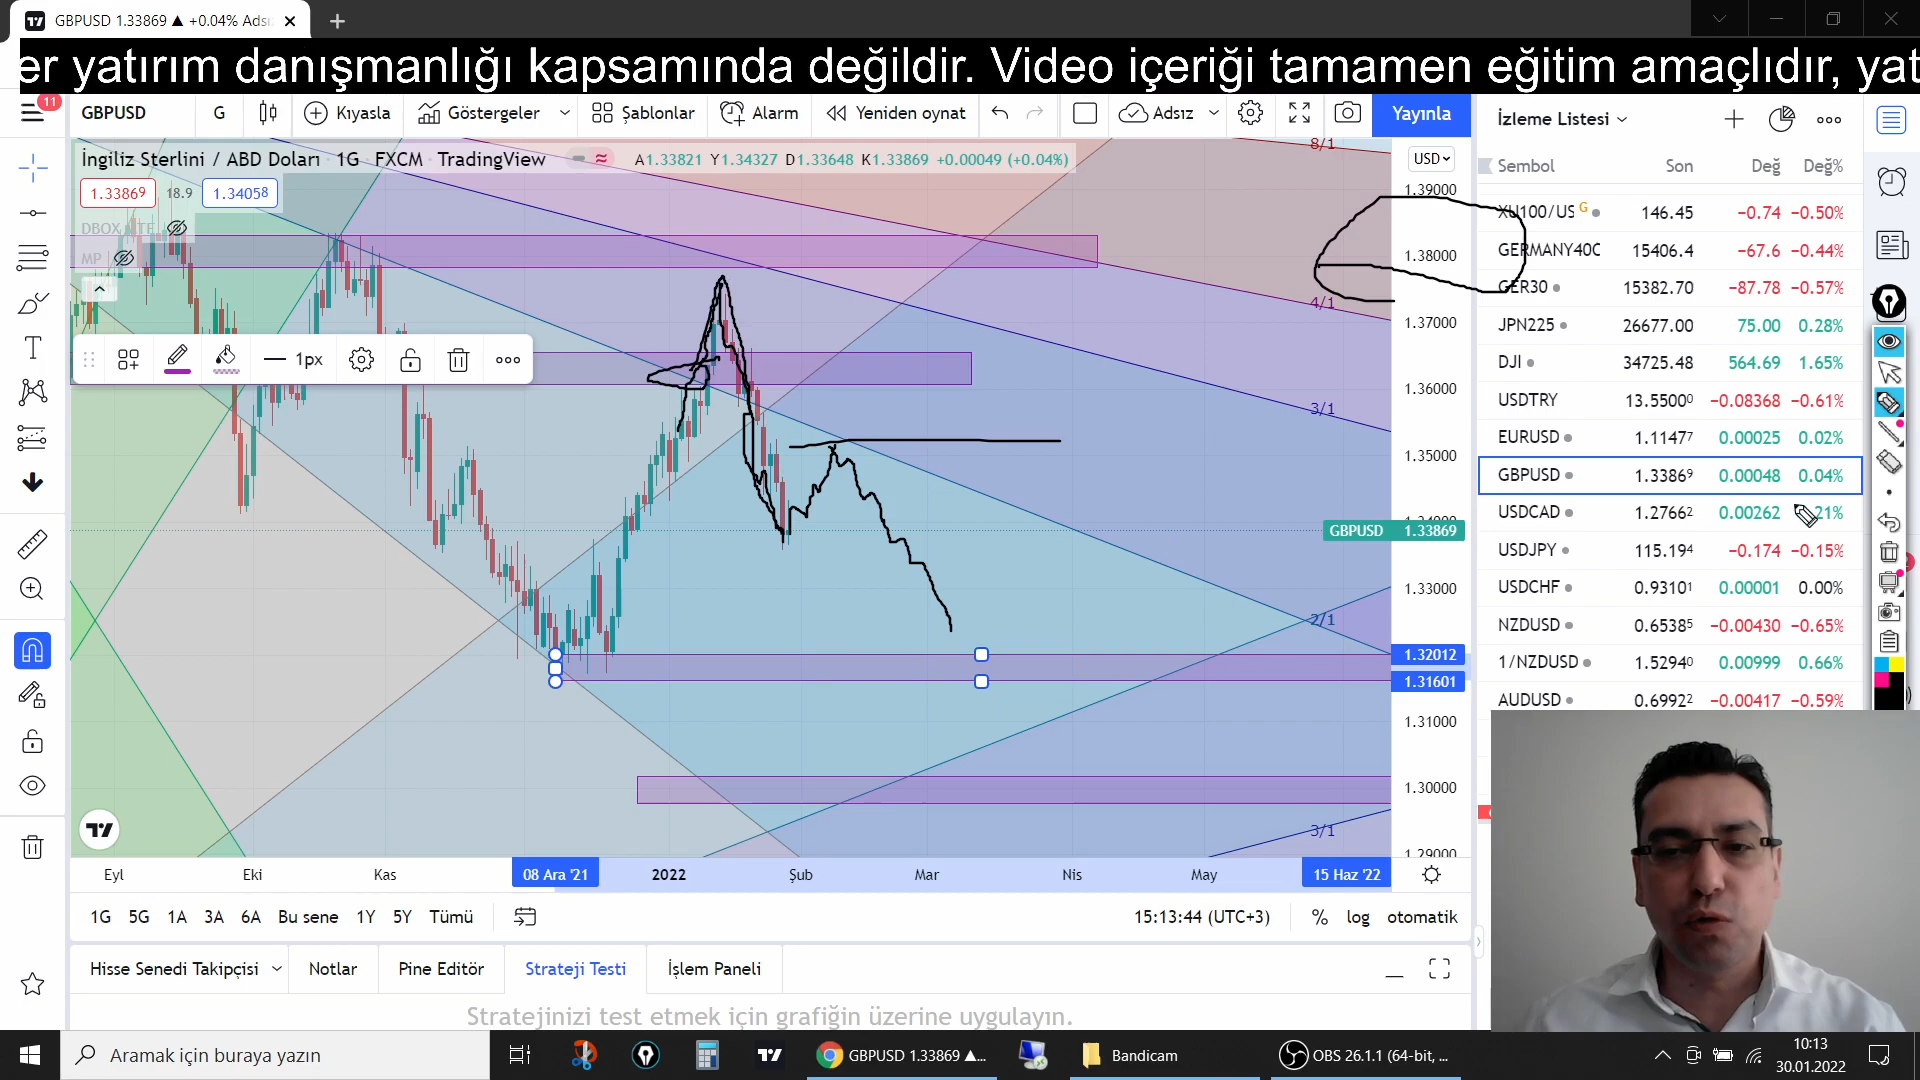 GBPUSD 1.33869 ▲ +0.04% Adsı
er yatırım danışmanlığı kapsamında değildir. Video içeriği tamamen eğitim amaçlıdır, yat
11
GBPUSD G Kıyasla Göstergeler Şablonlar Alarm Yeniden oynat Adsız Yayınla
İngiliz Sterlini / ABD Doları 1G FXCM TradingView A1.33821 Y1.34327 D1.33648 K1.33869 +0.00049 (+0.04%)
USD
1.33869 18.9 1.34058
DBOX
MP
1px
8/1
4/1
3/1
2/1
3/1
1.39000
1.38000
1.37000
1.36000
1.35000
GBPUSD 1.33869
1.33000
1.32012
1.31601
1.31000
1.30000
1.29000
Eyl Eki Kas 08 Ara '21 2022 Şub Mar Nis May 15 Haz '22
1G 5G 1A 3A 6A Bu sene 1Y 5Y Tümü 15:13:44 (UTC+3) % log otomatik
Hisse Senedi Takipçisi Notlar Pine Editör Strateji Testi İşlem Paneli
Stratejinizi test etmek için grafiğin üzerine uygulayın.
İzleme Listesi
Sembol Son Değ Değ%
XU100/US G 146.45 −0.74 −0.50%
GERMANY40C 15406.4 −67.6 −0.44%
GER30 15382.70 −87.78 −0.57%
JPN225 26677.00 75.00 0.28%
DJI 34725.48 564.69 1.65%
USDTRY 13.5500⁰ −0.08368 −0.61%
EURUSD 1.1147⁷ 0.00025 0.02%
GBPUSD 1.3386⁹ 0.00048 0.04%
USDCAD 1.2766² 0.00262 21%
USDJPY 115.19⁴ −0.174 −0.15%
USDCHF 0.9310¹ 0.00001 0.00%
NZDUSD 0.6538⁵ −0.00430 −0.65%
1/NZDUSD 1.5294⁰ 0.00999 0.66%
AUDUSD 0.6992² −0.00417 −0.59%
Aramak için buraya yazın
GBPUSD 1.33869 ▲...
Bandicam
OBS 26.1.1 (64-bit, ...
10:13
30.01.2022